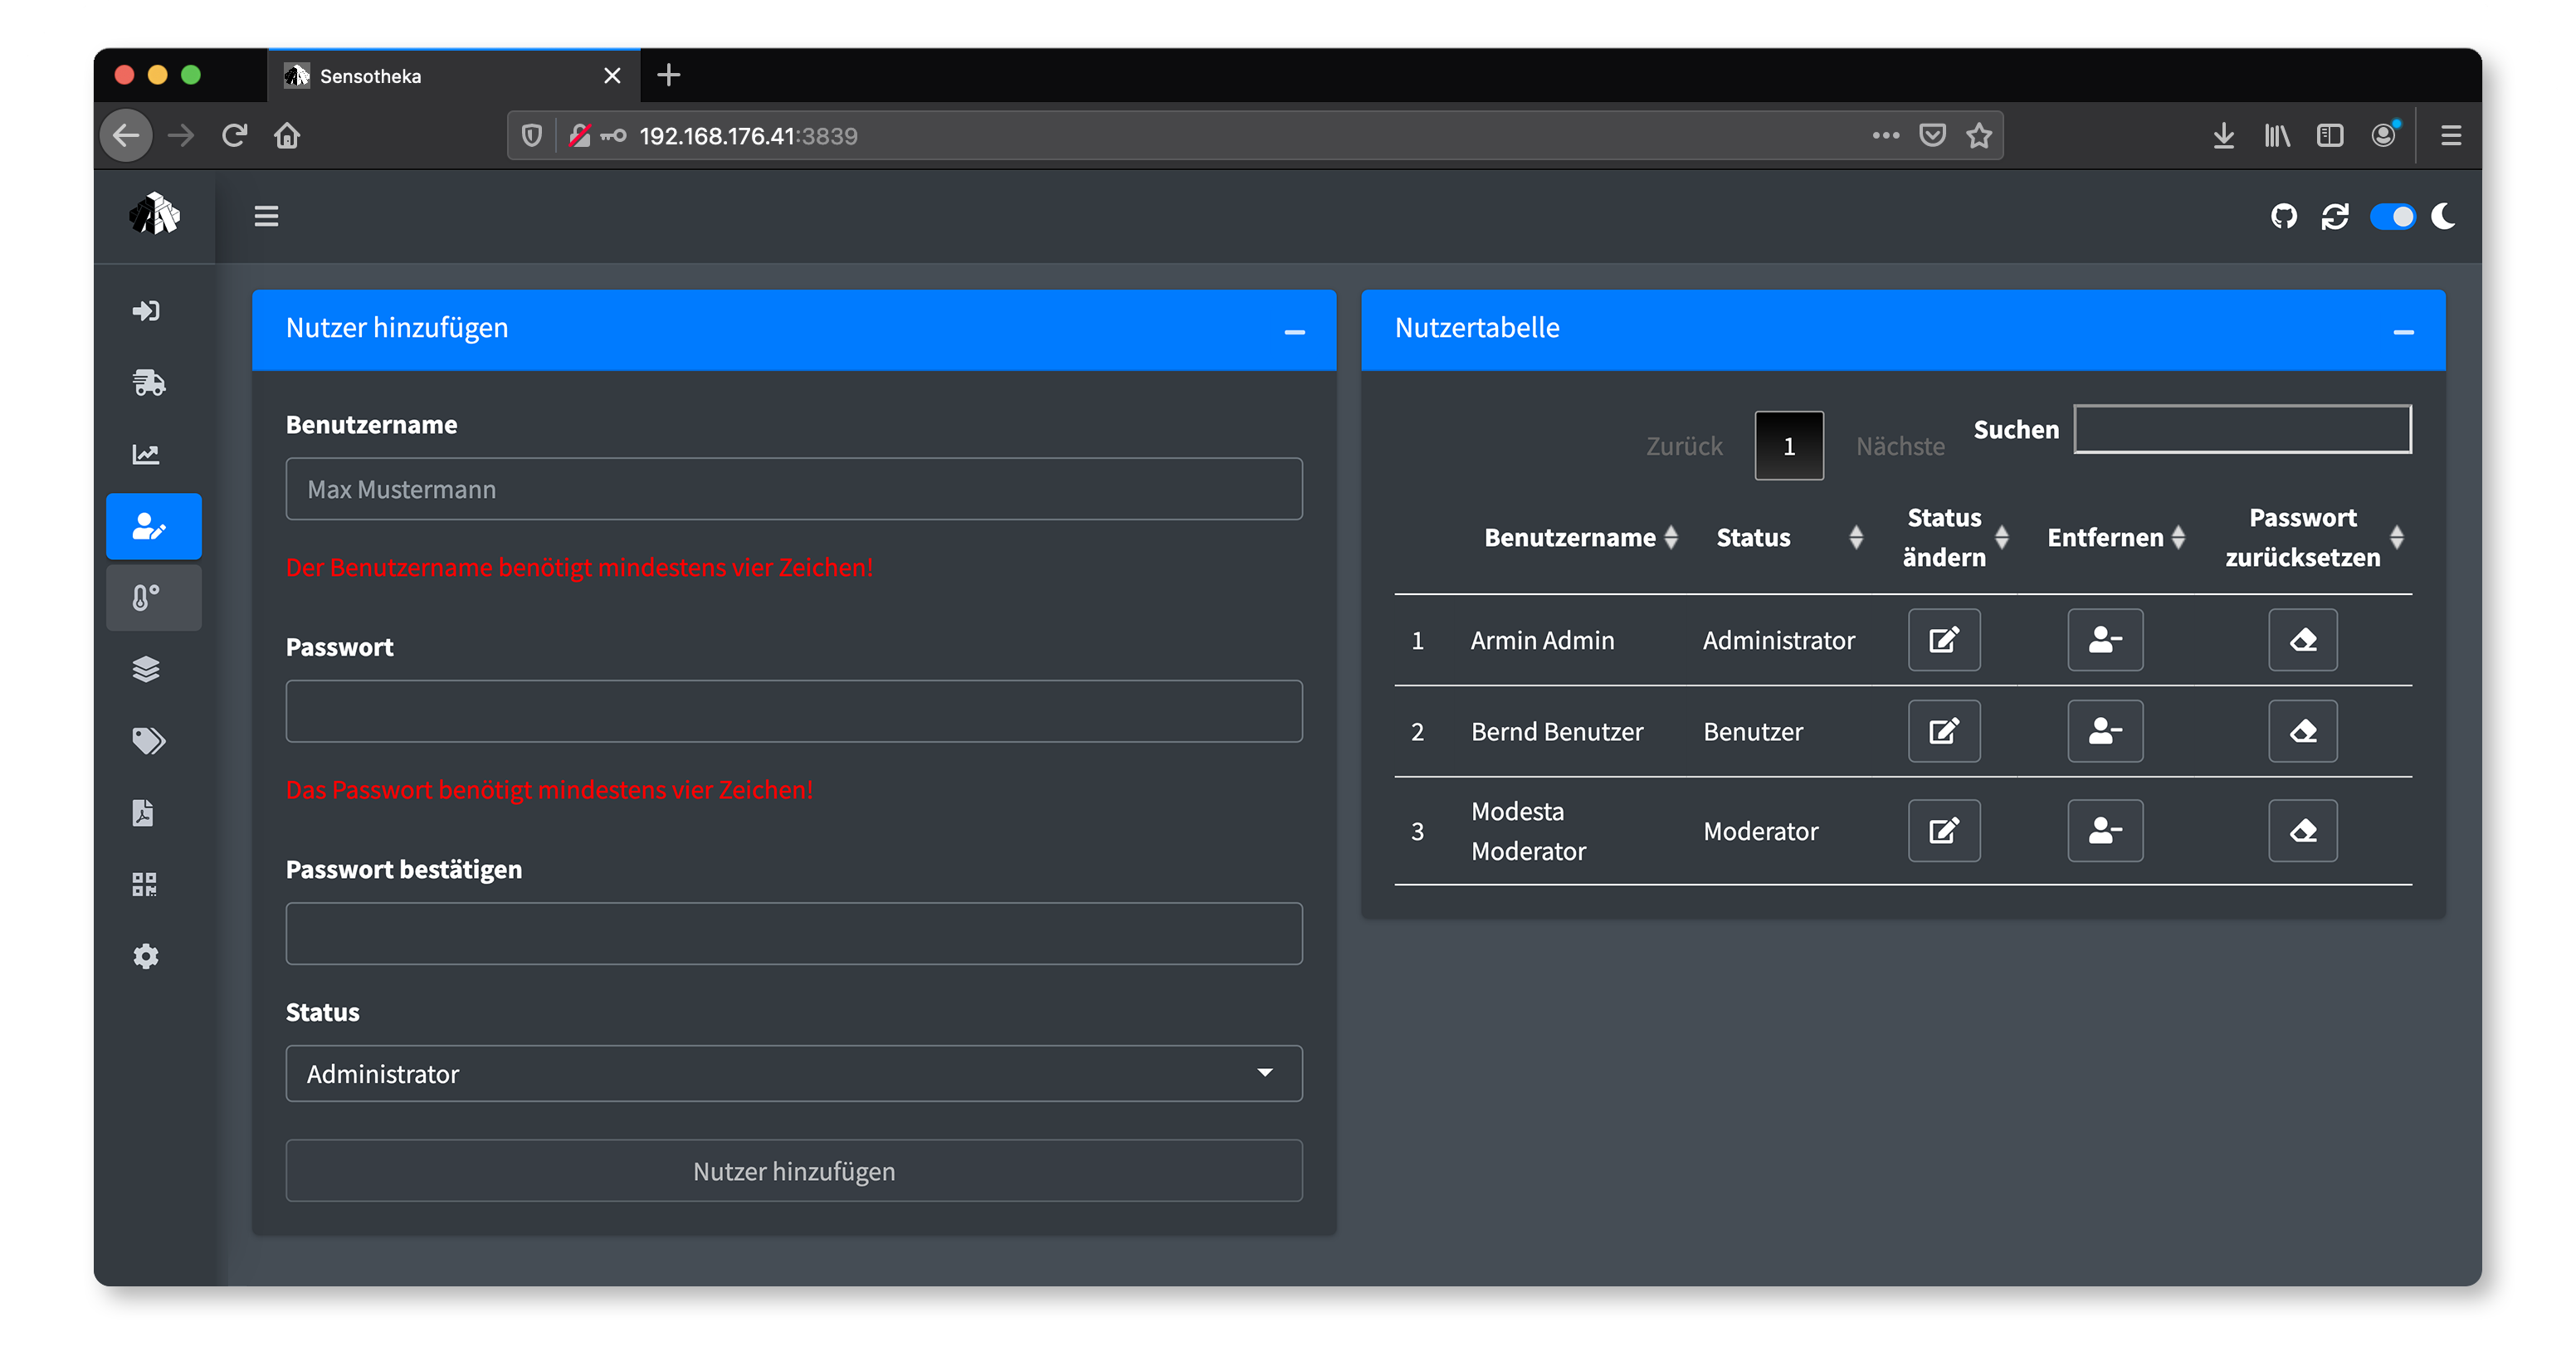 Sensotheka
192.168.176.41:3839
Nutzer hinzufügen
Benutzername
Max Mustermann
Der Benutzername benötigt mindestens vier Zeichen!
Passwort
Das Passwort benötigt mindestens vier Zeichen!
Passwort bestätigen
Status
Administrator
Nutzer hinzufügen
Nutzertabelle
Zurück 1 Nächste Suchen
Benutzername Status Status ändern Entfernen Passwort zurücksetzen
1 Armin Admin Administrator
2 Bernd Benutzer Benutzer
3 Modesta Moderator Moderator